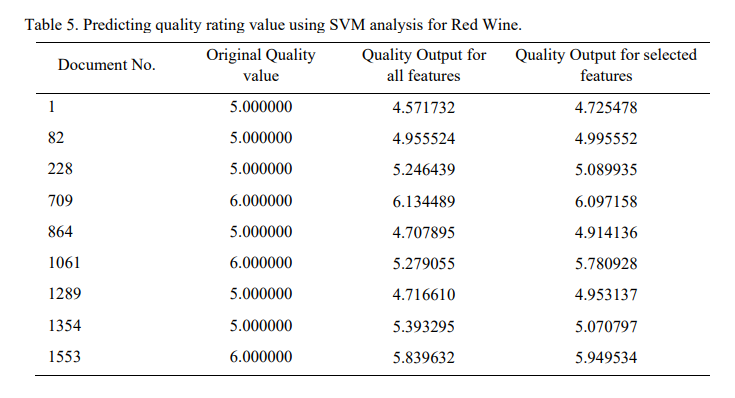 Table 5. Predicting quality rating value using SVM analysis for Red Wine.
Document No. Original Quality value Quality Output for all features Quality Output for selected features
1 5.000000 4.571732 4.725478
82 5.000000 4.955524 4.995552
228 5.000000 5.246439 5.089935
709 6.000000 6.134489 6.097158
864 5.000000 4.707895 4.914136
1061 6.000000 5.279055 5.780928
1289 5.000000 4.716610 4.953137
1354 5.000000 5.393295 5.070797
1553 6.000000 5.839632 5.949534